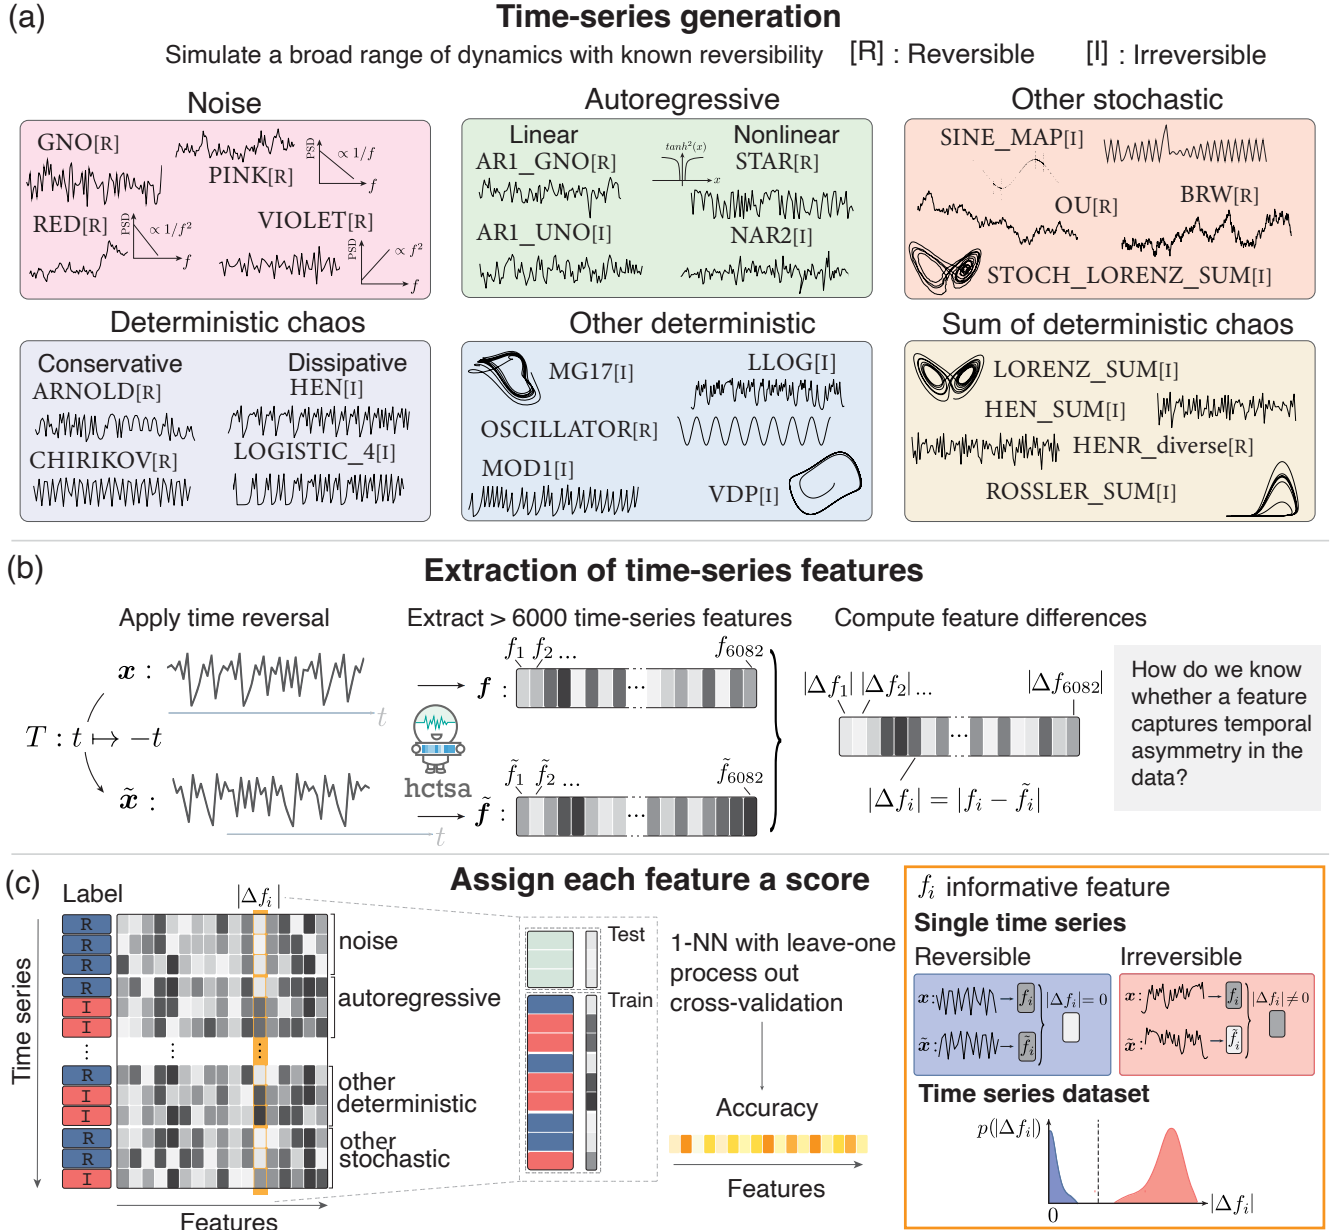 (a)
Time-series generation
Simulate a broad range of dynamics with known reversibility [R] : Reversible [I] : Irreversible
Noise
GNO[R]
PINK[R]
PSD
∝ 1/f
f
RED[R]
PSD
∝ 1/f²
f
VIOLET[R]
PSD
∝ f²
f
Autoregressive
Linear
Nonlinear
AR1_GNO[R]
tanh²(x)
x
STAR[R]
AR1_UNO[I]
NAR2[I]
Other stochastic
SINE_MAP[I]
OU[R]
BRW[R]
STOCH_LORENZ_SUM[I]
Deterministic chaos
Conservative
Dissipative
ARNOLD[R]
HEN[I]
CHIRIKOV[R]
LOGISTIC_4[I]
Other deterministic
MG17[I]
LLOG[I]
OSCILLATOR[R]
MOD1[I]
VDP[I]
Sum of deterministic chaos
LORENZ_SUM[I]
HEN_SUM[I]
HENR_diverse[R]
ROSSLER_SUM[I]
(b)
Extraction of time-series features
Apply time reversal
x :
t
T : t ↦ −t
x̃ :
t
Extract > 6000 time-series features
f₁ f₂ ... f₆₀₈₂
f :
...
hctsa
f̃₁ f̃₂ ... f̃₆₀₈₂
f̃ :
...
Compute feature differences
|Δf₁| |Δf₂| ... |Δf₆₀₈₂|
...
|Δfᵢ| = |fᵢ − f̃ᵢ|
How do we know
whether a feature
captures temporal
asymmetry in the
data?
(c)
Assign each feature a score
Label
|Δfᵢ|
Time series
R
R
R
noise
R
I
I
autoregressive
...
R
I
I
other
deterministic
R
R
I
other
stochastic
Features
Test
Train
1-NN with leave-one
process out
cross-validation
Accuracy
Features
fᵢ informative feature
Single time series
Reversible
x : → fᵢ
x̃ : → f̃ᵢ
|Δfᵢ| = 0
Irreversible
x : → fᵢ
x̃ : → f̃ᵢ
|Δfᵢ| ≠ 0
Time series dataset
p(|Δfᵢ|)
0
|Δfᵢ|